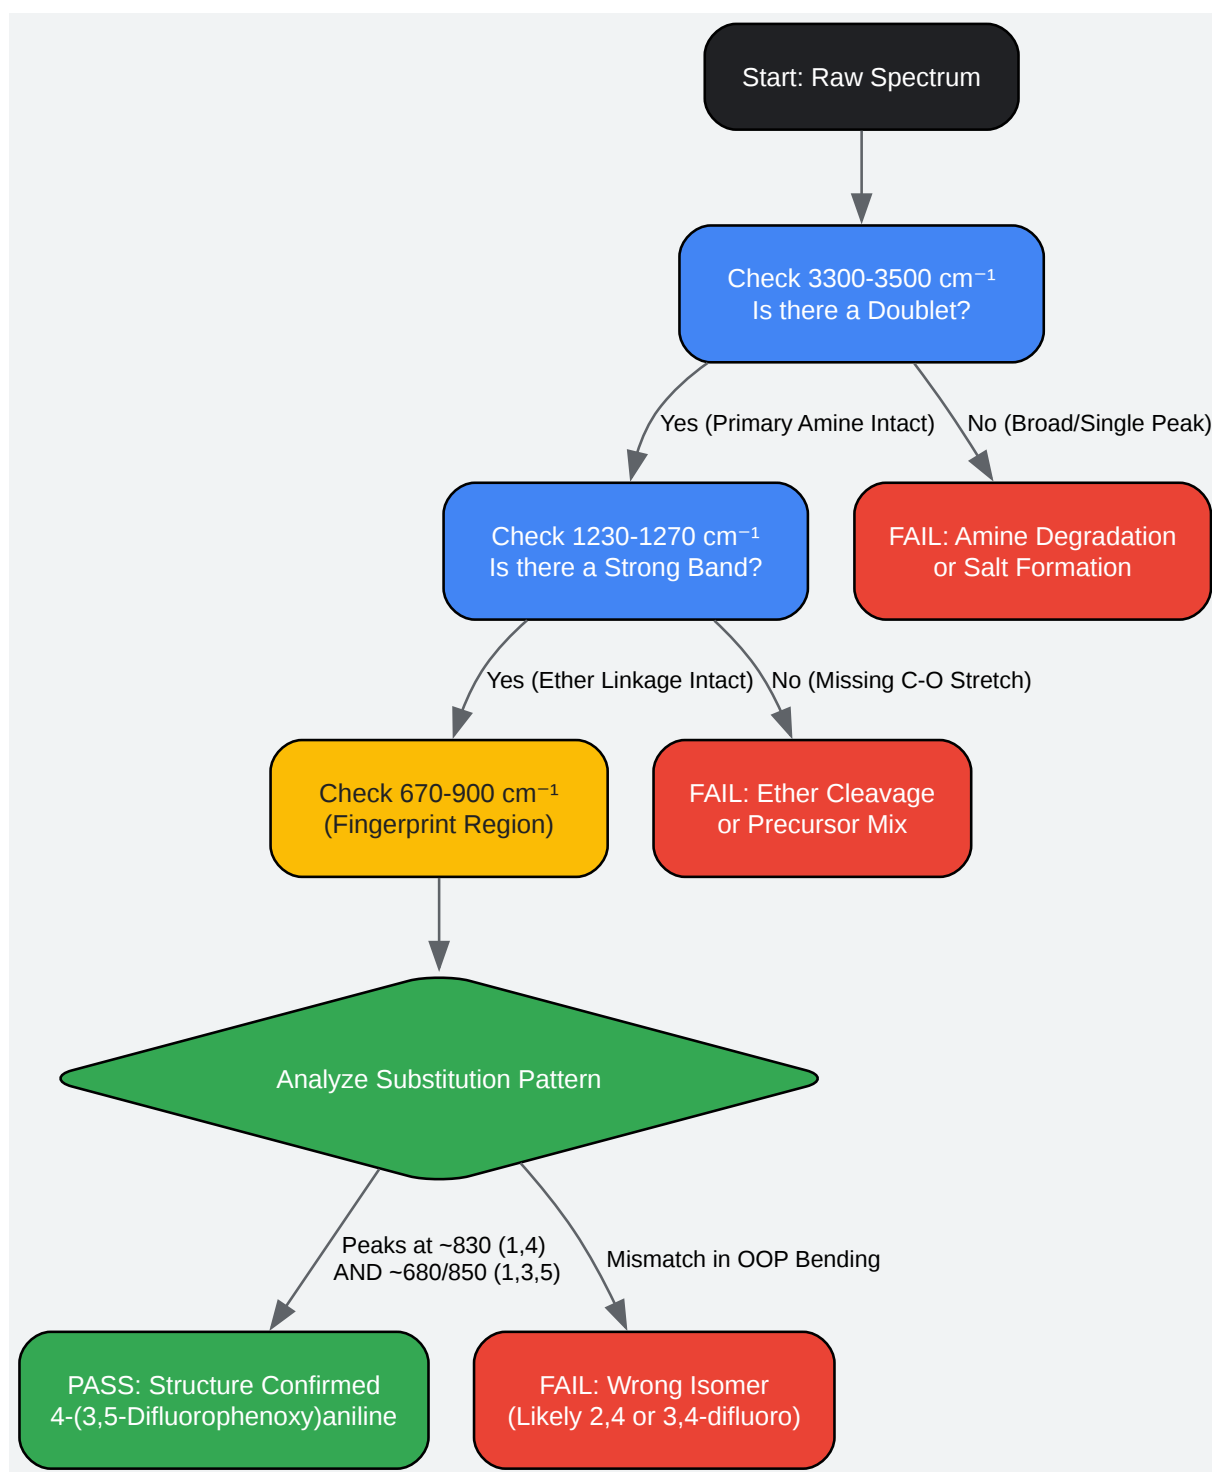 Start: Raw Spectrum
Check 3300-3500 cm⁻¹
Is there a Doublet?
Yes (Primary Amine Intact)
No (Broad/Single Peak)
Check 1230-1270 cm⁻¹
Is there a Strong Band?
FAIL: Amine Degradation
or Salt Formation
Yes (Ether Linkage Intact)
No (Missing C-O Stretch)
Check 670-900 cm⁻¹
(Fingerprint Region)
FAIL: Ether Cleavage
or Precursor Mix
Analyze Substitution Pattern
Peaks at ~830 (1,4)
AND ~680/850 (1,3,5)
Mismatch in OOP Bending
PASS: Structure Confirmed
4-(3,5-Difluorophenoxy)aniline
FAIL: Wrong Isomer
(Likely 2,4 or 3,4-difluoro)